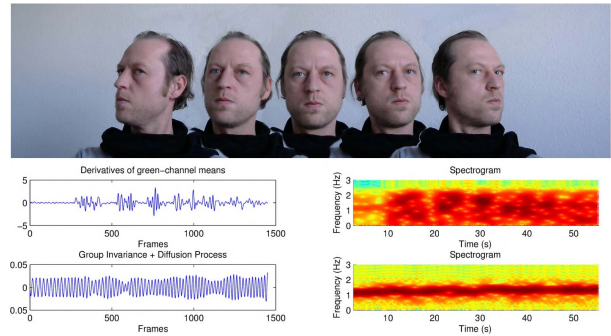 Derivatives of green-channel means
5
0
-5
0 500 1000 1500
Frames
Spectrogram
Frequency (Hz)
3
2
1
0
10 20 30 40 50
Time (s)
Group Invariance + Diffusion Process
0.05
0
0.05
0 500 1000 1500
Frames
Spectrogram
Frequency (Hz)
3
2
1
0
10 20 30 40 50
Time (s)